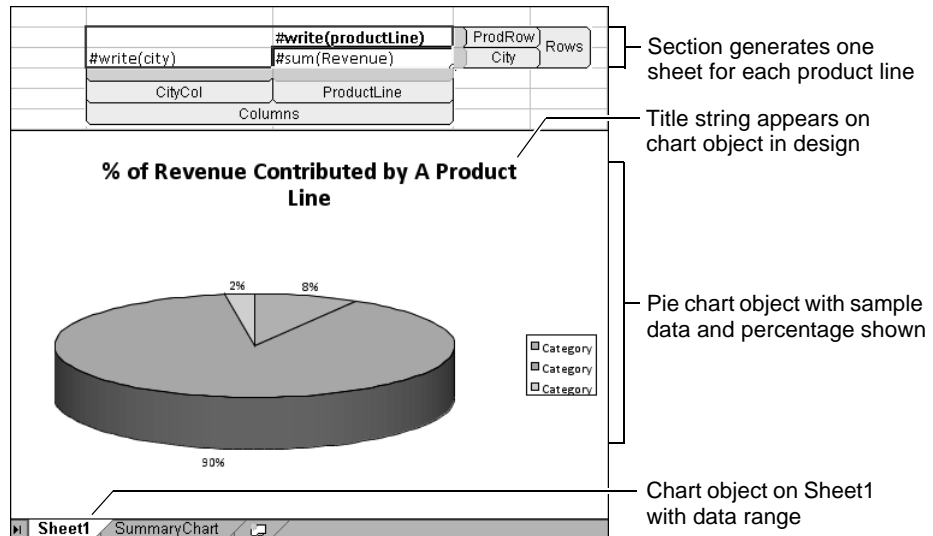 #write(productLine)
ProdRow
Rows
#write(city)
#sum(Revenue)
City
CityCol
ProductLine
Columns
Section generates one
sheet for each product line
Title string appears on
chart object in design
% of Revenue Contributed by A Product
Line
2%
8%
Category
Category
Category
90%
Pie chart object with sample
data and percentage shown
Chart object on Sheet1
with data range
Sheet1
SummaryChart